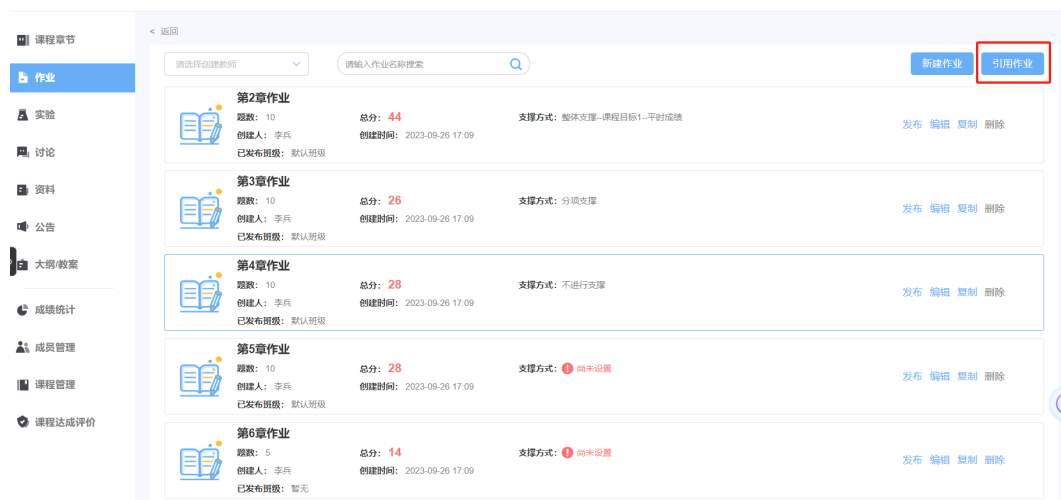 < 返回
课程章节
作业
实验
讨论
资料
公告
大纲/教案
成绩统计
成员管理
课程管理
课程达成评价
请选择创建教师
请输入作业名称搜索
新建作业
引用作业
第2章作业
题数: 10 总分: 44 支撑方式: 整体支撑--课程目标1--平时成绩
创建人: 李兵 创建时间: 2023-09-26 17:09
已发布班级: 默认班级
发布 编辑 复制 删除
第3章作业
题数: 10 总分: 26 支撑方式: 分项支撑
创建人: 李兵 创建时间: 2023-09-26 17:09
已发布班级: 默认班级
发布 编辑 复制 删除
第4章作业
题数: 10 总分: 28 支撑方式: 不进行支撑
创建人: 李兵 创建时间: 2023-09-26 17:09
已发布班级: 默认班级
发布 编辑 复制 删除
第5章作业
题数: 10 总分: 28 支撑方式: 尚未设置
创建人: 李兵 创建时间: 2023-09-26 17:09
已发布班级: 默认班级
发布 编辑 复制 删除
第6章作业
题数: 5 总分: 14 支撑方式: 尚未设置
创建人: 李兵 创建时间: 2023-09-26 17:09
已发布班级: 暂无
发布 编辑 复制 删除